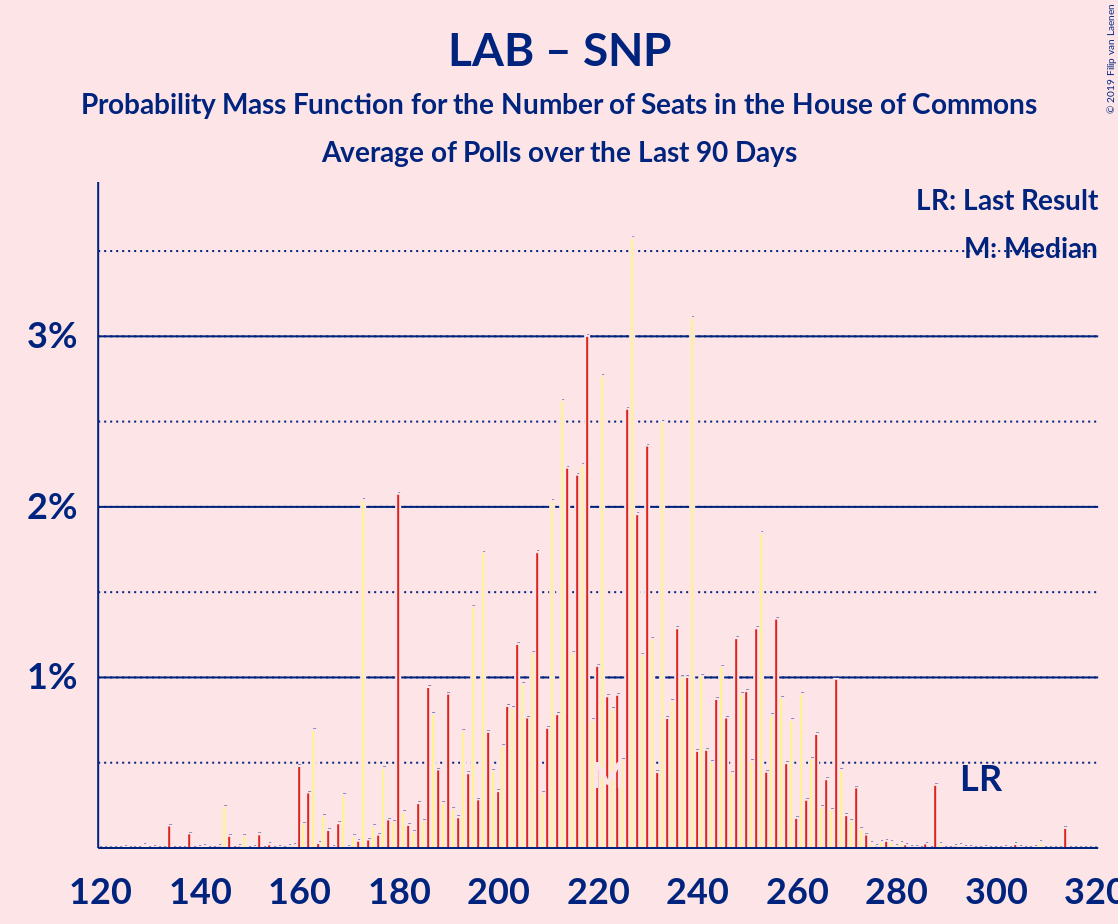 LAB – SNP
Probability Mass Function for the Number of Seats in the House of Commons
Average of Polls over the Last 90 Days
© 2019 Filip van Laenen
LR: Last Result
M: Median
3%
2%
1%
M
LR
120 140 160 180 200 220 240 260 280 300 320